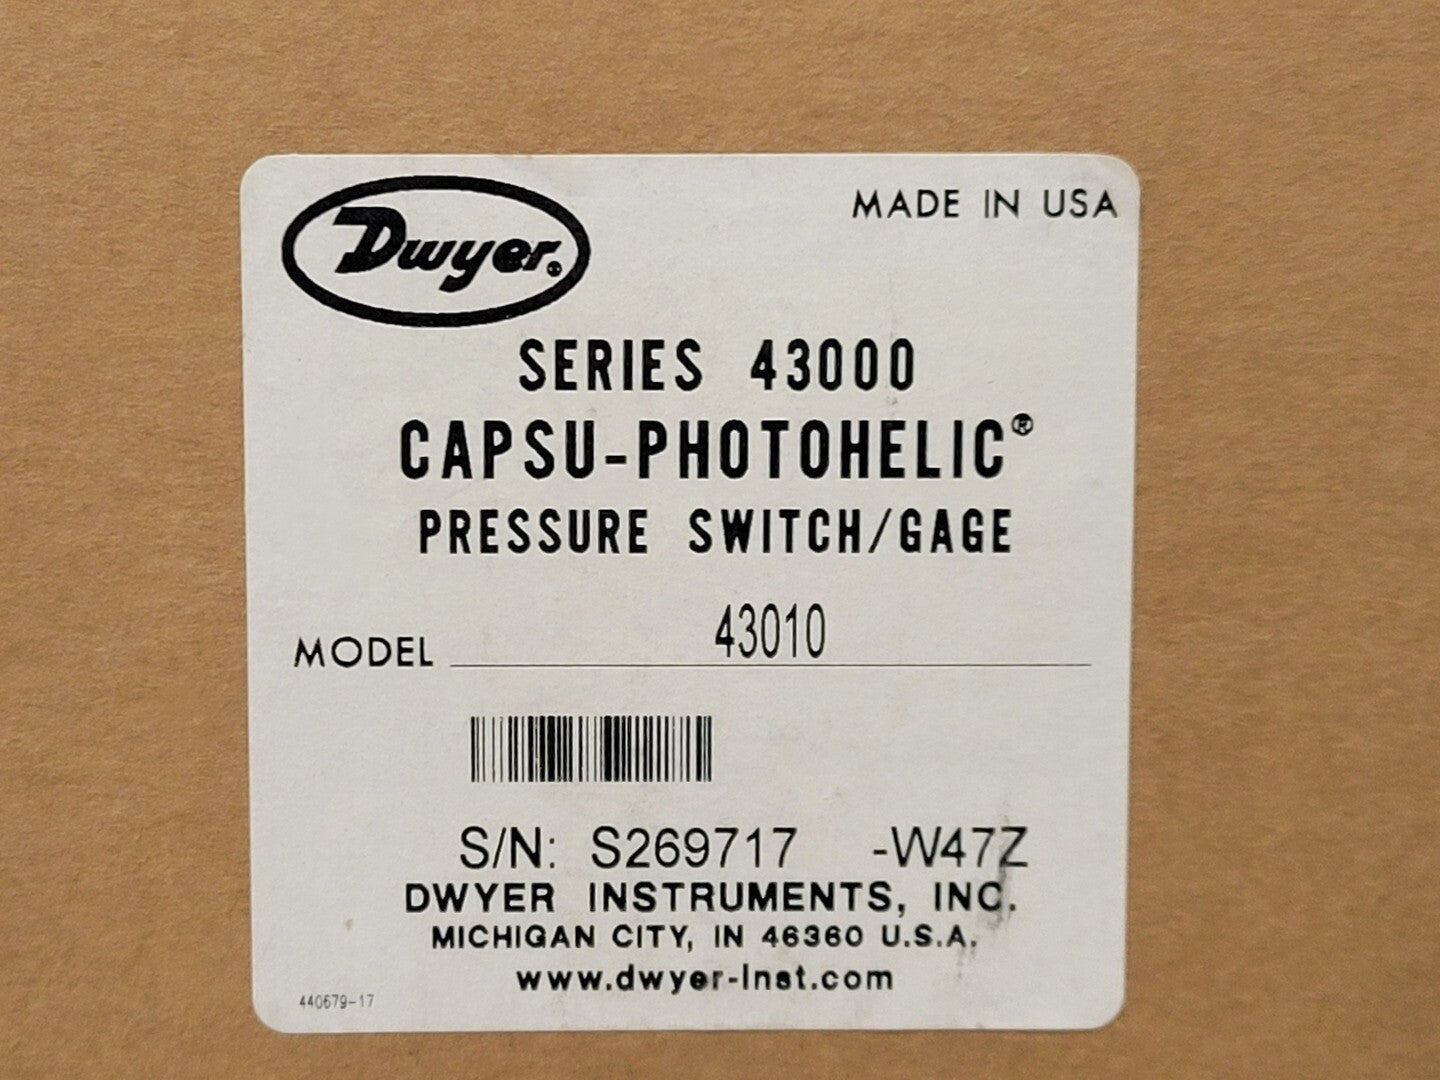 Dwyer®
MADE IN USA
SERIES 43000
CAPSU-PHOTOHELIC®
PRESSURE SWITCH/GAGE
MODEL 43010
S/N: S269717 -W47Z
DWYER INSTRUMENTS, INC.
MICHIGAN CITY, IN 46360 U.S.A.
www.dwyer-inst.com
440679-17